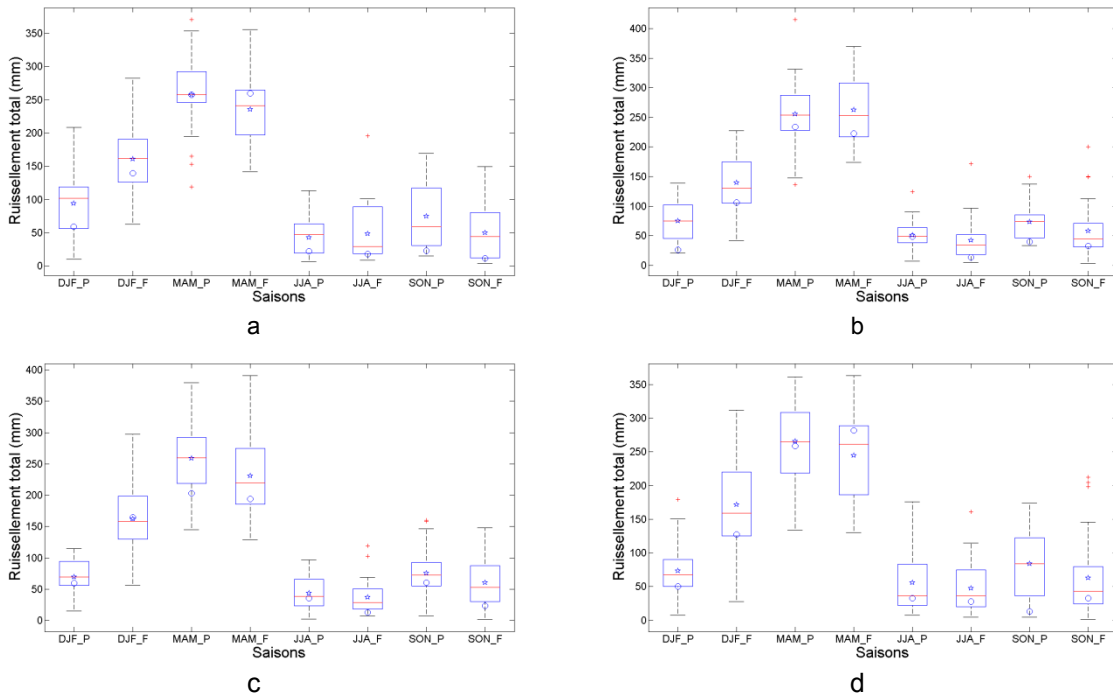 Ruissellement total (mm)
350
300
250
200
150
100
50
0
DJF_P DJF_F MAM_P MAM_F JJA_P JJA_F SON_P SON_F
Saisons
a
Ruissellement total (mm)
400
350
300
250
200
150
100
50
0
DJF_P DJF_F MAM_P MAM_F JJA_P JJA_F SON_P SON_F
Saisons
b
Ruissellement total (mm)
400
350
300
250
200
150
100
50
0
DJF_P DJF_F MAM_P MAM_F JJA_P JJA_F SON_P SON_F
Saisons
c
Ruissellement total (mm)
350
300
250
200
150
100
50
0
DJF_P DJF_F MAM_P MAM_F JJA_P JJA_F SON_P SON_F
Saisons
d